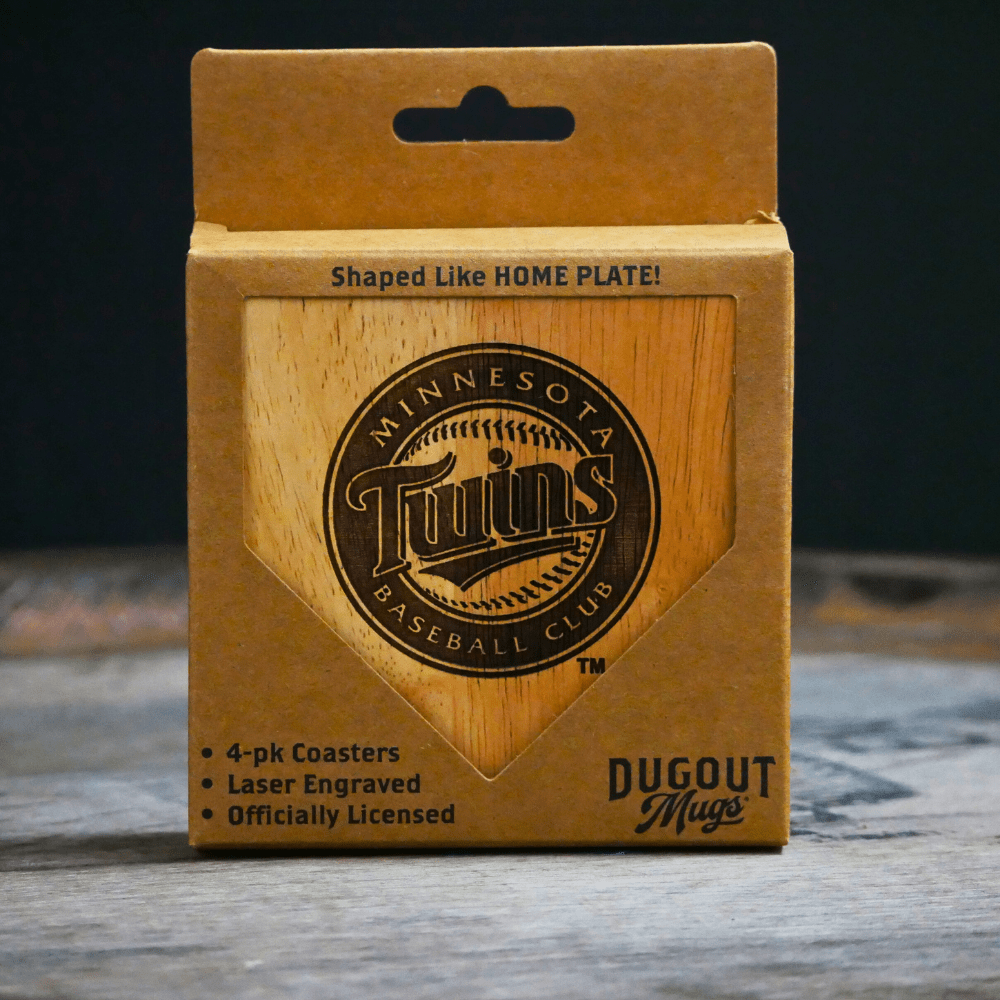 Shaped Like HOME PLATE!
MINNESOTA
Twins
BASEBALL CLUB
TM
• 4-pk Coasters
• Laser Engraved
• Officially Licensed
DUGOUT
Mugs